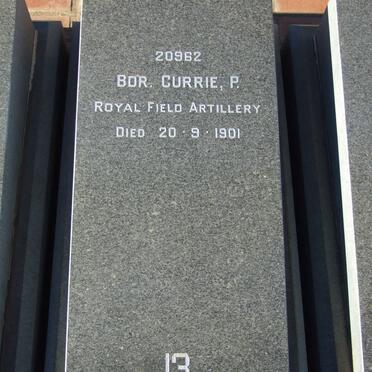 20962
BDR. CURRIE, P.
ROYAL FIELD ARTILLERY
DIED 20 · 9 · 1901
13